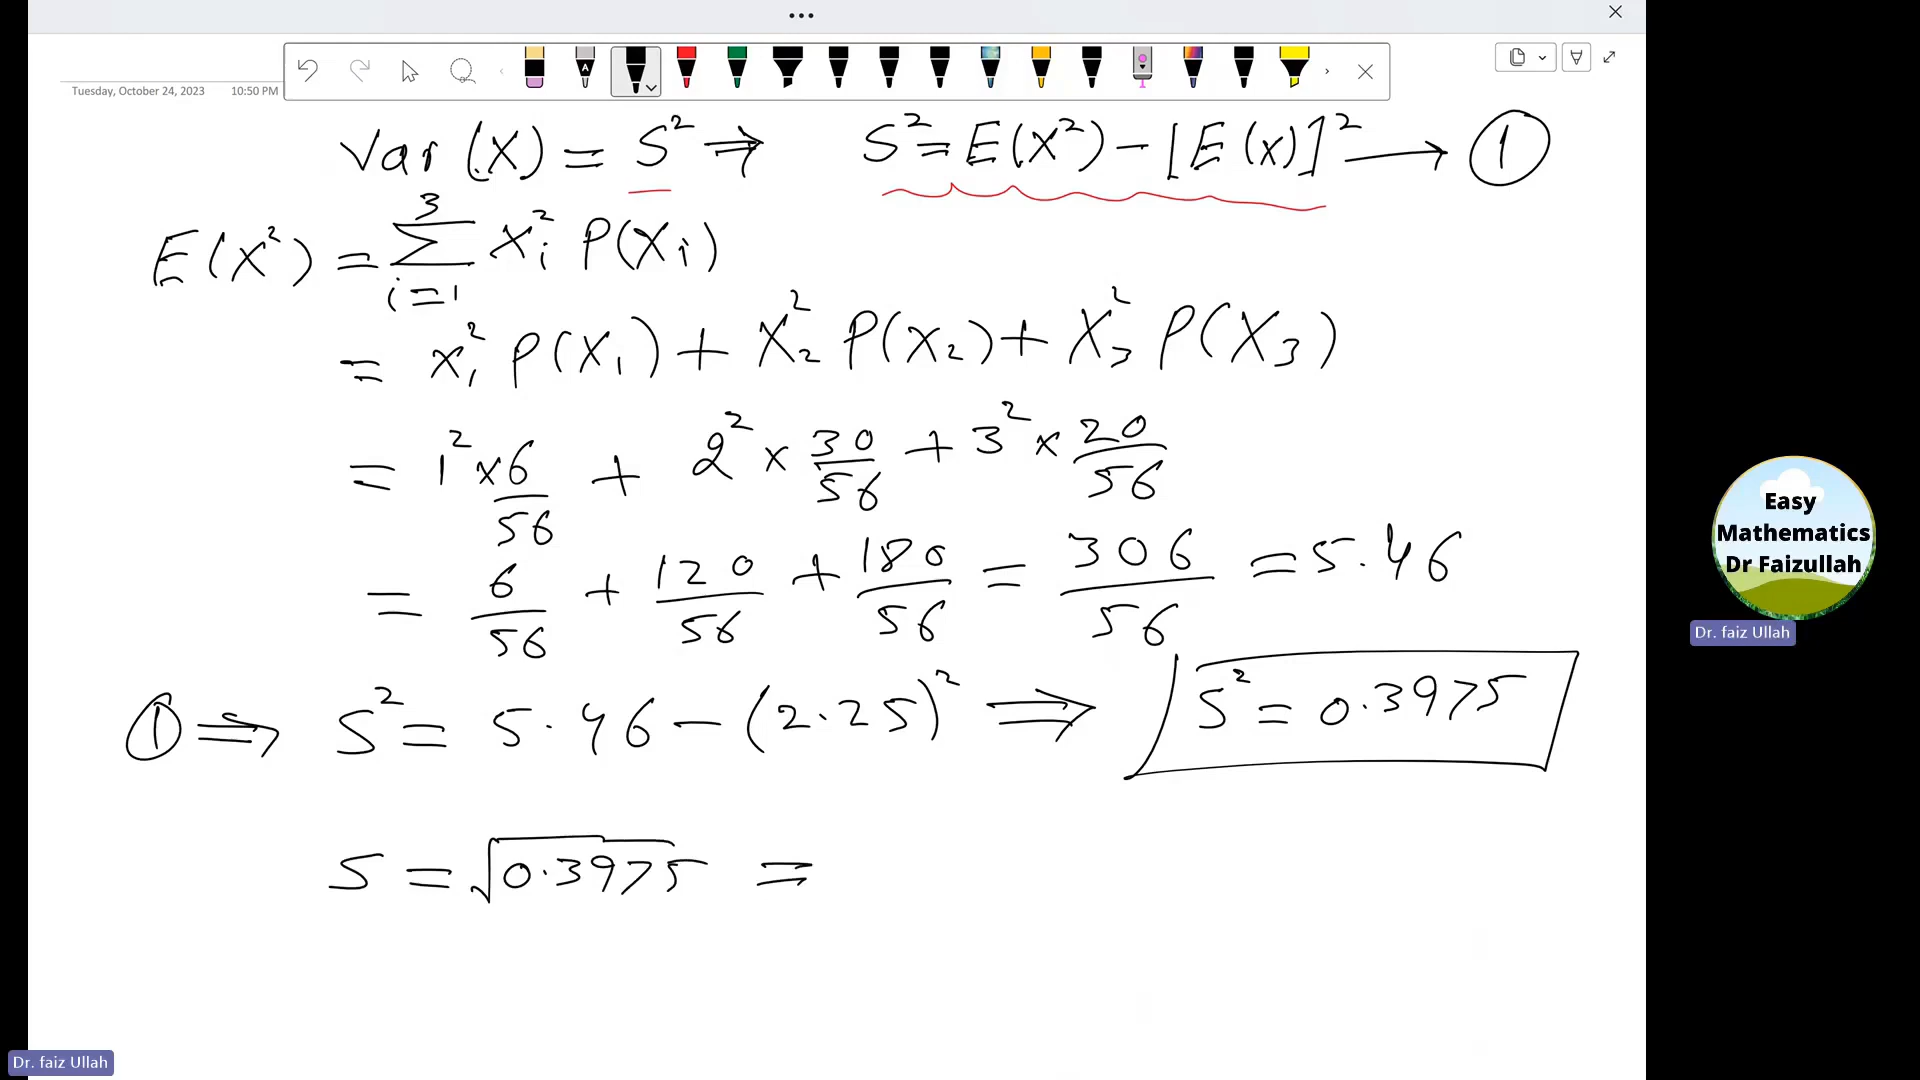 Tuesday, October 24, 2023 10:50 PM
Var (X) = S² ⇒ S² = E(X²) - [E(x)]² → ①
E(X²) = ∑_{i=1}^{3} X_i² P(X_i)
= X₁² P(X₁) + X₂² P(X₂) + X₃² P(X₃)
= 1² × 6/56 + 2² × 30/56 + 3² × 20/56
= 6/56 + 120/56 + 180/56 = 306/56 = 5.46
① ⇒ S² = 5.46 - (2.25)² ⇒ S² = 0.3975
S = √0.3975 =
Easy
Mathematics
Dr Faizullah
Dr. faiz Ullah
Dr. faiz Ullah